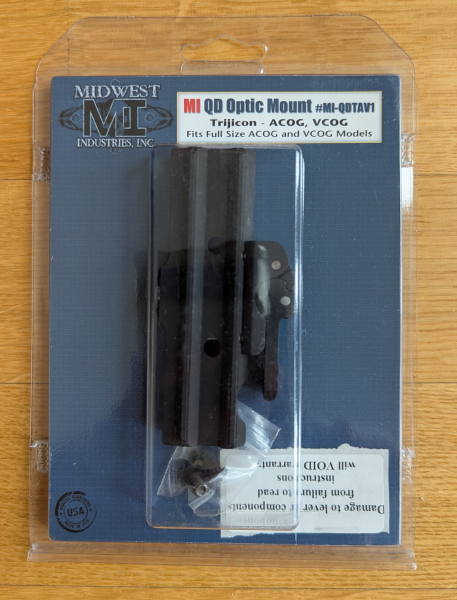 MIDWEST
MI
INDUSTRIES, INC.
MI QD Optic Mount #MI-QDTAV1
Trijicon - ACOG, VCOG
Fits Full Size ACOG and VCOG Models
Damage to lever or components
from failure to read
instructions
will VOID warranty
USA